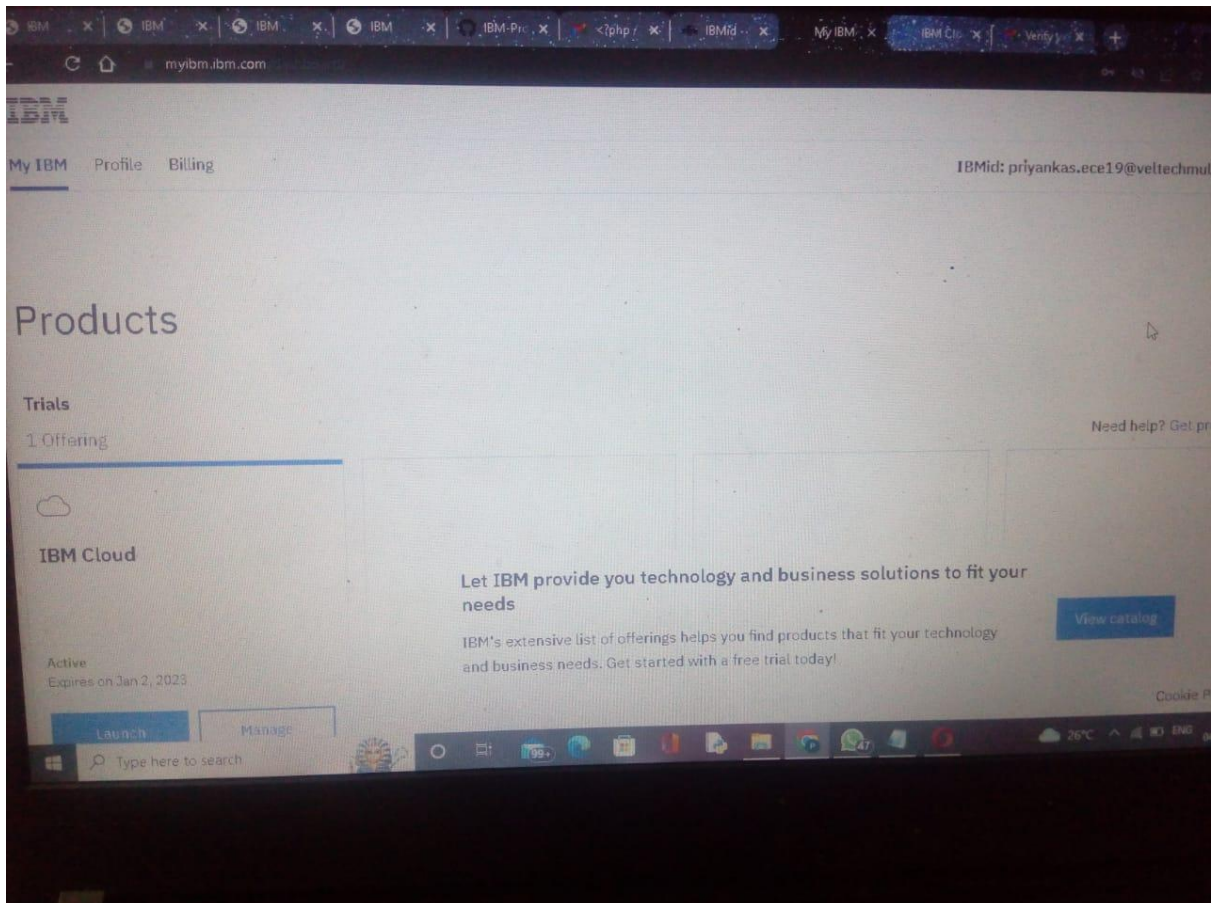 IBM IBM IBM IBM IBM-Pr <?php IBMid My IBM IBM Clo Verify yo
myibm.ibm.com
IBM
My IBM Profile Billing IBMid: priyankas.ece19@veltechmul
Products
Trials
1 Offering
Need help? Get pr
IBM Cloud
Let IBM provide you technology and business solutions to fit your
needs
View catalog
IBM's extensive list of offerings helps you find products that fit your technology
and business needs. Get started with a free trial today!
Active
Expires on Jan 2, 2023
Cookie P
Launch Manage
Type here to search 99+ 47 26°C ENG